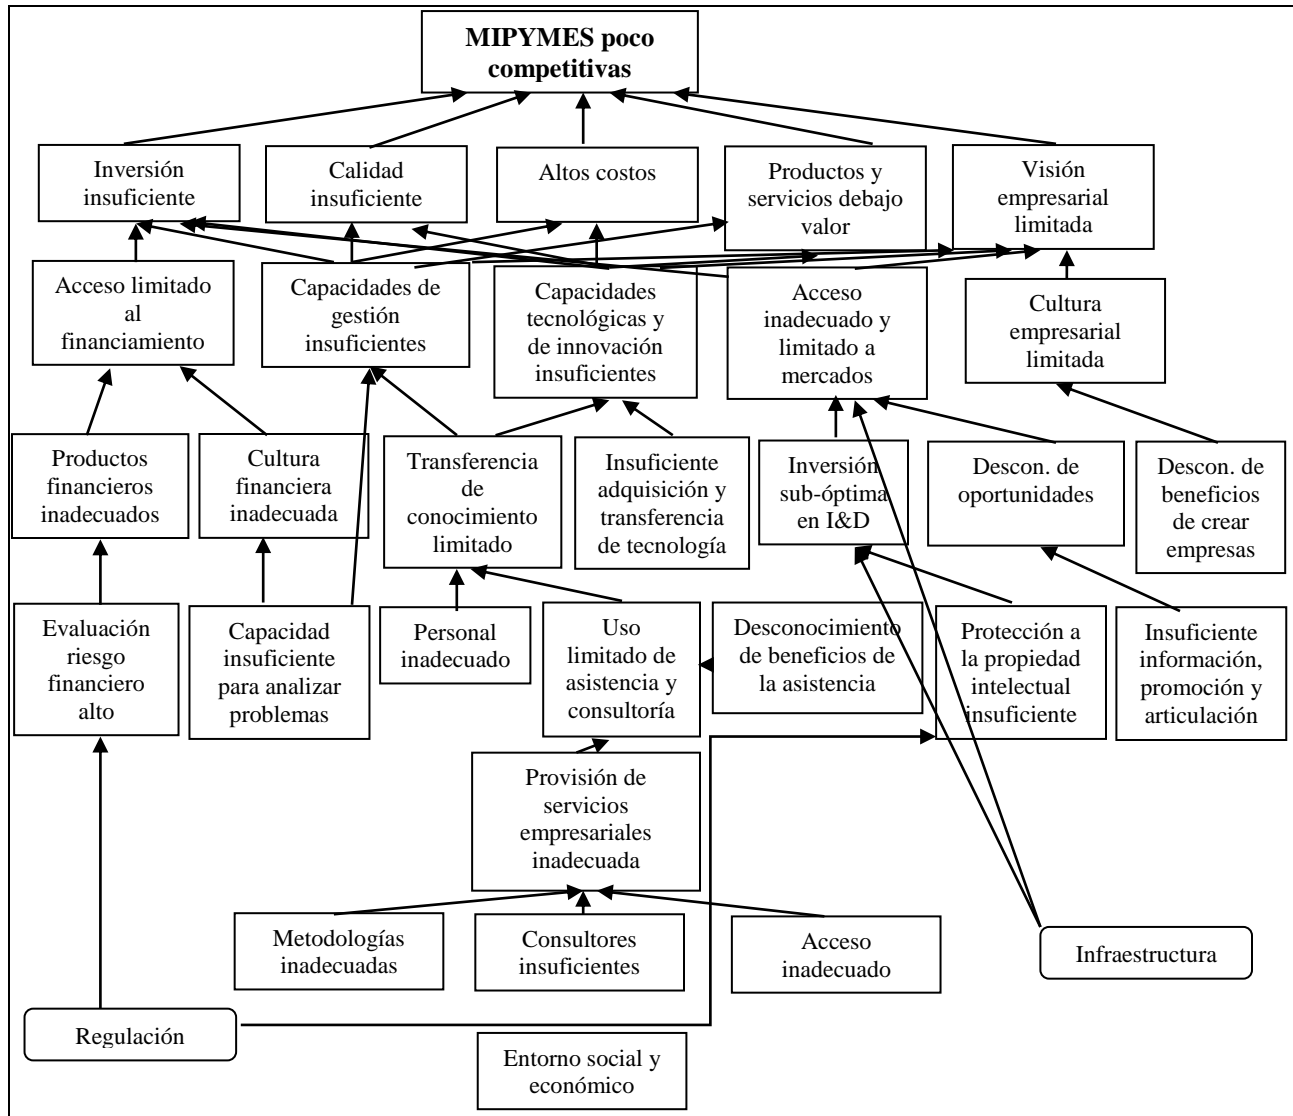 MIPYMES poco
competitivas
Inversión
insuficiente
Calidad
insuficiente
Altos costos
Productos y
servicios debajo
valor
Visión
empresarial
limitada
Acceso limitado
al
financiamiento
Capacidades de
gestión
insuficientes
Capacidades
tecnológicas y
de innovación
insuficientes
Acceso
inadecuado y
limitado a
mercados
Cultura
empresarial
limitada
Productos
financieros
inadecuados
Cultura
financiera
inadecuada
Transferencia
de
conocimiento
limitado
Insuficiente
adquisición y
transferencia
de tecnología
Inversión
sub-óptima
en I&D
Descon. de
oportunidades
Descon. de
beneficios
de crear
empresas
Evaluación
riesgo
financiero
alto
Capacidad
insuficiente
para analizar
problemas
Personal
inadecuado
Uso
limitado de
asistencia y
consultoría
Desconocimiento
de beneficios de
la asistencia
Protección a
la propiedad
intelectual
insuficiente
Insuficiente
información,
promoción y
articulación
Provisión de
servicios
empresariales
inadecuada
Metodologías
inadecuadas
Consultores
insuficientes
Acceso
inadecuado
Infraestructura
Regulación
Entorno social y
económico